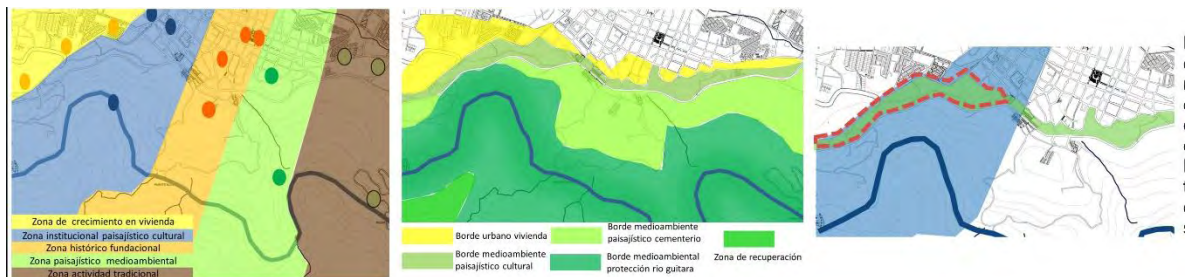 Zona de crecimiento en vivienda
Zona institucional paisajístico cultural
Zona histórico fundacional
Zona paisajístico medioambiental
Zona actividad tradicional
Borde urbano vivienda
Borde medioambiente
paisajístico cultural
Borde medioambiente
paisajístico cementerio
Borde medioambiental
protección rio guitara
Zona de recuperación